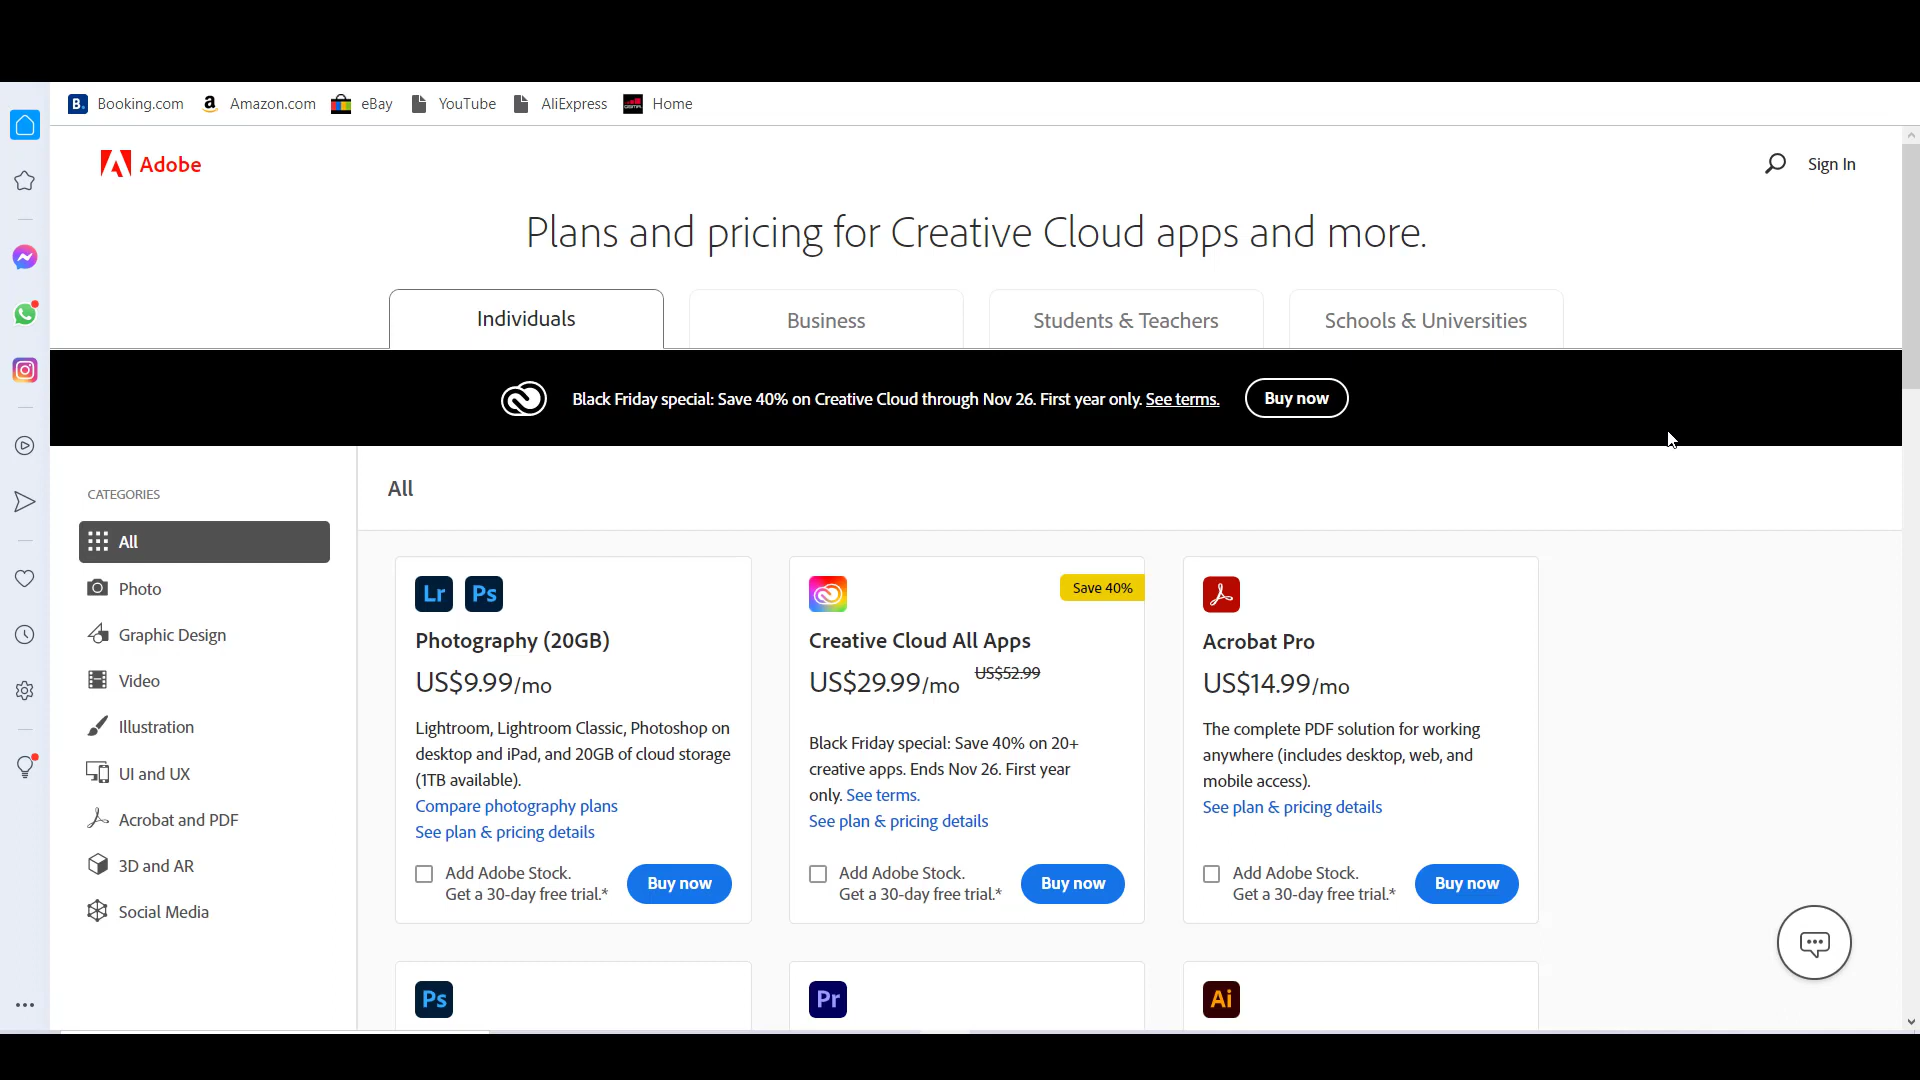 Booking.com Amazon.com eBay YouTube AliExpress Home
Adobe
Sign In
Plans and pricing for Creative Cloud apps and more.
Individuals Business Students & Teachers Schools & Universities
Black Friday special: Save 40% on Creative Cloud through Nov 26. First year only. See terms. Buy now
CATEGORIES
All
Photo
Graphic Design
Video
Illustration
UI and UX
Acrobat and PDF
3D and AR
Social Media
All
Lr Ps
Photography (20GB)
US$9.99/mo
Lightroom, Lightroom Classic, Photoshop on
desktop and iPad, and 20GB of cloud storage
(1TB available).
Compare photography plans
See plan & pricing details
Add Adobe Stock.
Get a 30-day free trial.*
Buy now
Save 40%
Creative Cloud All Apps
US$29.99/mo US$52.99
Black Friday special: Save 40% on 20+
creative apps. Ends Nov 26. First year
only. See terms.
See plan & pricing details
Add Adobe Stock.
Get a 30-day free trial.*
Buy now
Acrobat Pro
US$14.99/mo
The complete PDF solution for working
anywhere (includes desktop, web, and
mobile access).
See plan & pricing details
Add Adobe Stock.
Get a 30-day free trial.*
Buy now
Ps
Pr
Ai